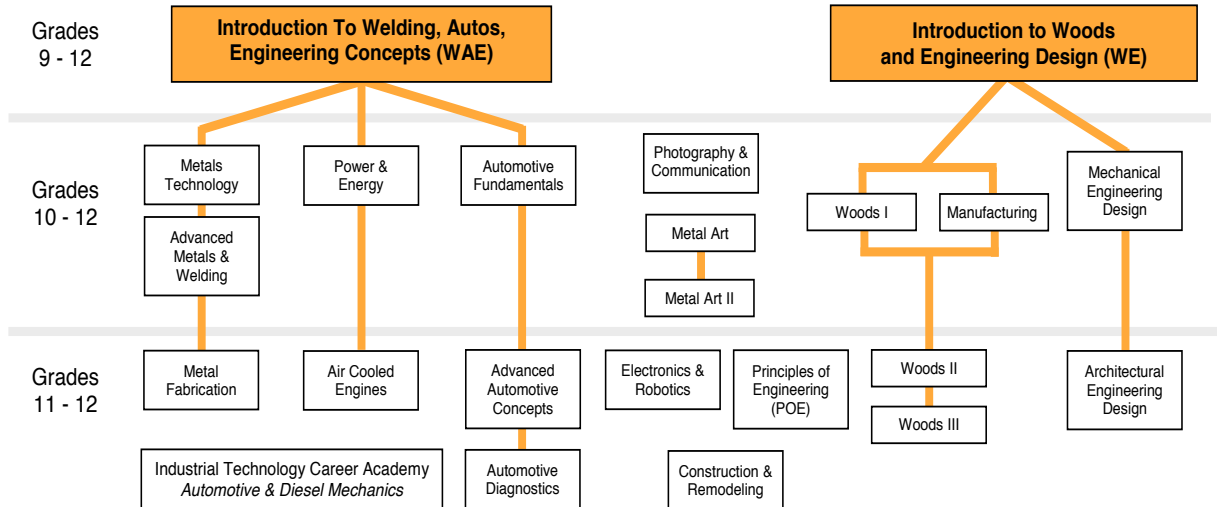 Grades
9 - 12
Introduction To Welding, Autos,
Engineering Concepts (WAE)
Introduction to Woods
and Engineering Design (WE)
Grades
10 - 12
Metals
Technology
Power &
Energy
Automotive
Fundamentals
Photography &
Communication
Mechanical
Engineering
Design
Woods I
Manufacturing
Advanced
Metals &
Welding
Metal Art
Metal Art II
Grades
11 - 12
Metal
Fabrication
Air Cooled
Engines
Advanced
Automotive
Concepts
Electronics &
Robotics
Principles of
Engineering
(POE)
Woods II
Woods III
Architectural
Engineering
Design
Industrial Technology Career Academy
Automotive & Diesel Mechanics
Automotive
Diagnostics
Construction &
Remodeling